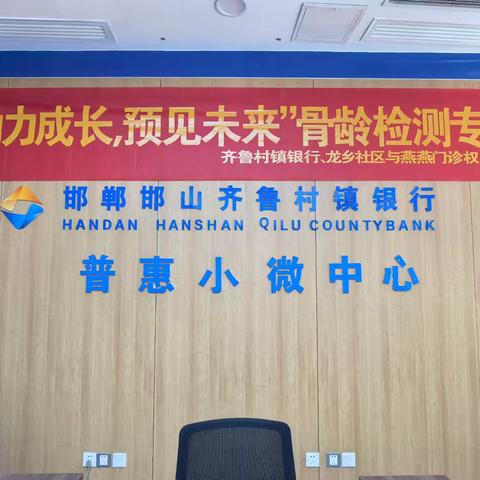 力成长,预见未来”骨龄检测专
齐鲁村镇银行、龙乡社区与燕燕门诊权
邯郸邯山齐鲁村镇银行
HANDAN HANSHAN QILU COUNTYBANK
普惠小微中心